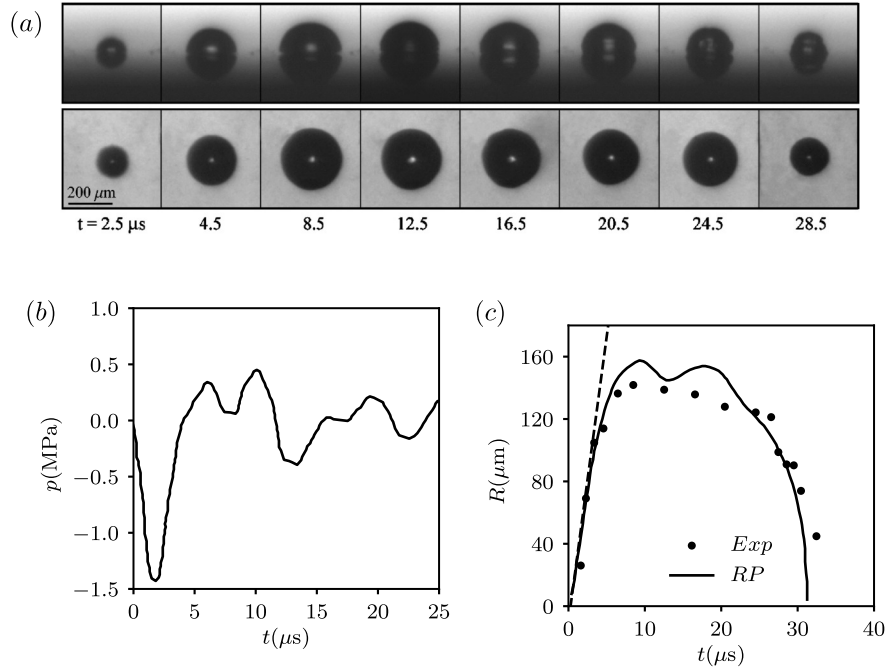 (a)
200 μm
t = 2.5 μs 4.5 8.5 12.5 16.5 20.5 24.5 28.5
(b)
1.0
0.5
0.0
−0.5
−1.0
−1.5
p(MPa)
0 5 10 15 20 25
t(μs)
(c)
160
120
80
40
0
R(μm)
Exp
RP
0 10 20 30 40
t(μs)